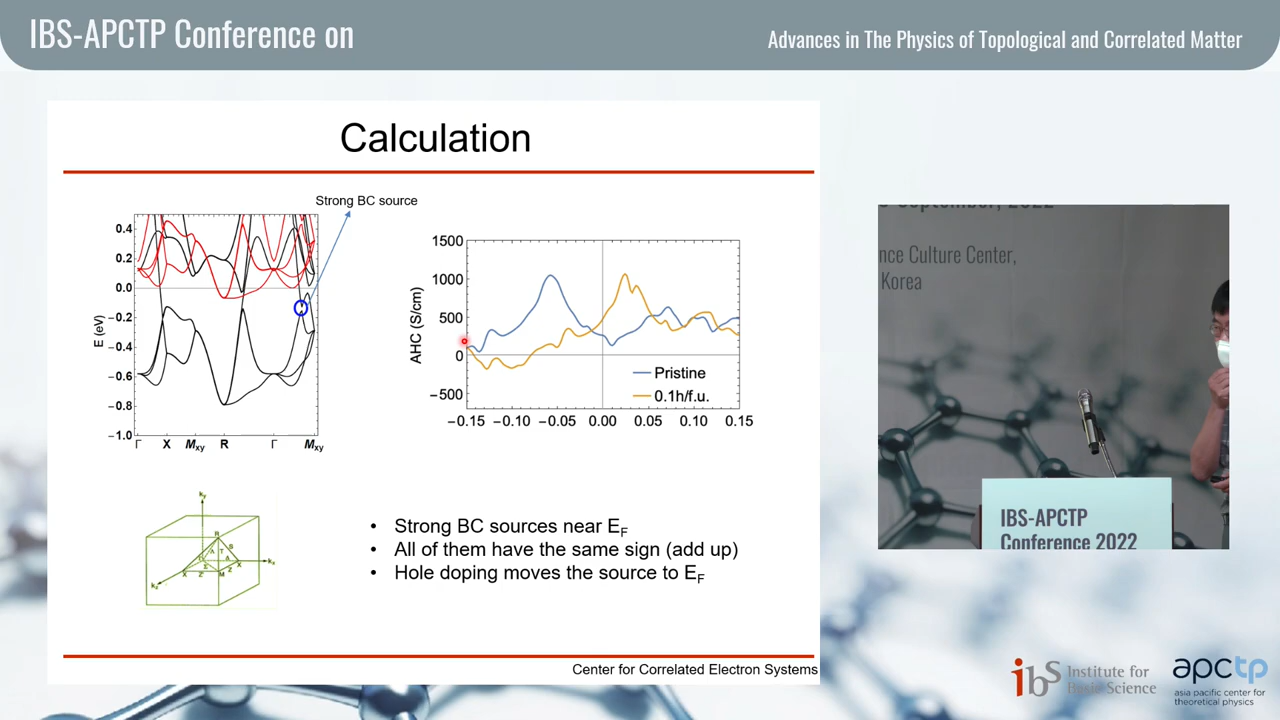 IBS-APCTP Conference on
Advances in The Physics of Topological and Correlated Matter
Calculation
Strong BC source
0.4
0.2
0.0
−0.2
−0.4
−0.6
−0.8
−1.0
E (eV)
Γ X Mxy R Γ Mxy
1500
1000
500
0
−500
AHC (S/cm)
Pristine
0.1h/f.u.
−0.15 −0.10 −0.05 0.00 0.05 0.10 0.15
• Strong BC sources near EF
• All of them have the same sign (add up)
• Hole doping moves the source to EF
Center for Correlated Electron Systems
September, 2022
nce Culture Center,
Korea
IBS-APCTP
Conference 2022
ibs Institute for
Basic Science
apctp
asia pacific center for
theoretical physics